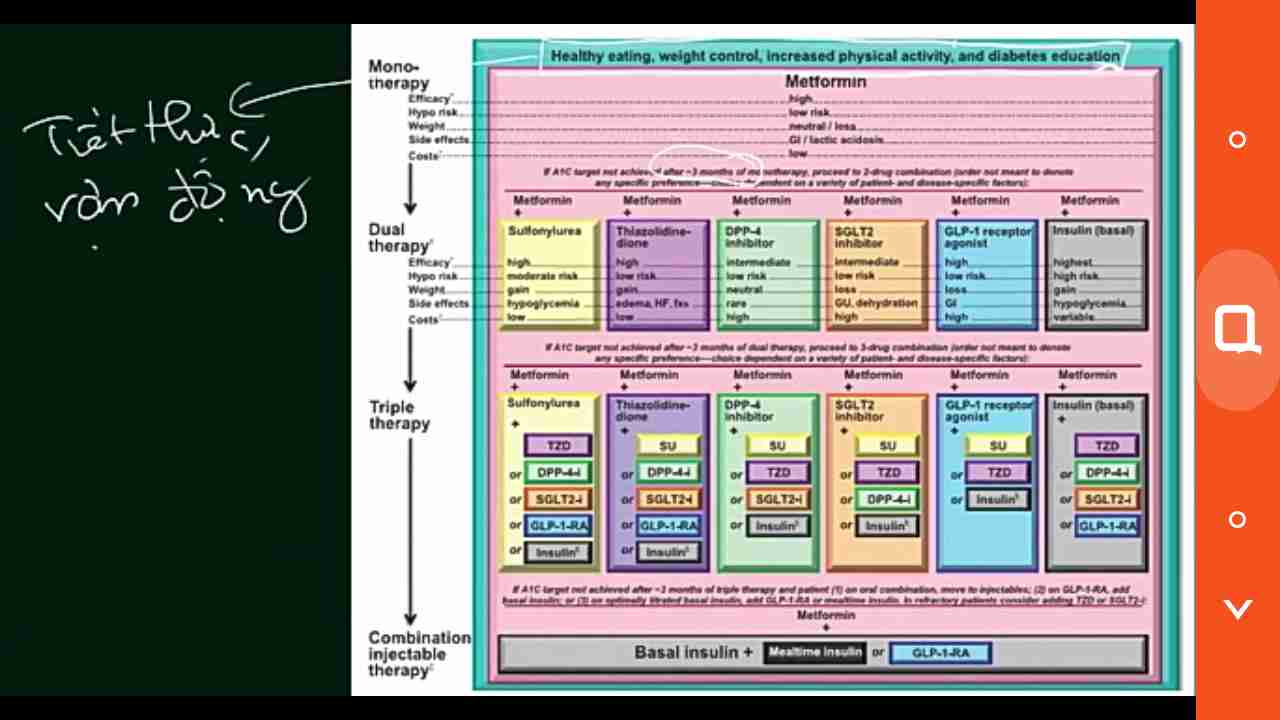 Tiết thực,
vận động
Healthy eating, weight control, increased physical activity, and diabetes education
Mono-
therapy
Metformin
Efficacy* high
Hypo risk low risk
Weight neutral / loss
Side effects GI / lactic acidosis
Costs* low
If A1C target not achieved after ~3 months of monotherapy, proceed to 2-drug combination (order not meant to denote
any specific preference—choice dependent on a variety of patient- and disease-specific factors):
Metformin Metformin Metformin Metformin Metformin Metformin
+ + + + + +
Dual
therapy†
Sulfonylurea Thiazolidine- DPP-4 SGLT2 GLP-1 receptor Insulin (basal)
dione inhibitor inhibitor agonist
Efficacy* high high intermediate intermediate high highest
Hypo risk moderate risk low risk low risk low risk low risk high risk
Weight gain gain neutral loss loss gain
Side effects hypoglycemia edema, HF, fxs rare GU, dehydration GI hypoglycemia
Costs* low low high high high variable
If A1C target not achieved after ~3 months of dual therapy, proceed to 3-drug combination (order not meant to denote
any specific preference—choice dependent on a variety of patient- and disease-specific factors):
Metformin Metformin Metformin Metformin Metformin Metformin
+ + + + + +
Triple
therapy
Sulfonylurea Thiazolidine- DPP-4 SGLT2 GLP-1 receptor Insulin (basal)
dione inhibitor inhibitor agonist
+ + + + + +
TZD SU SU SU SU TZD
or DPP-4-i or DPP-4-i or TZD or TZD or TZD or DPP-4-i
or SGLT2-i or SGLT2-i or SGLT2-i or DPP-4-i or Insulin§ or SGLT2-i
or GLP-1-RA or GLP-1-RA or Insulin§ or Insulin§ or GLP-1-RA
or Insulin§ or Insulin§
If A1C target not achieved after ~3 months of triple therapy and patient (1) on oral combination, move to injectables; (2) on GLP-1-RA, add
basal insulin; or (3) on optimally titrated basal insulin, add GLP-1-RA or mealtime insulin. In refractory patients consider adding TZD or SGLT2-i:
Metformin
+
Combination
injectable
therapy‡
Basal insulin + Mealtime Insulin or GLP-1-RA